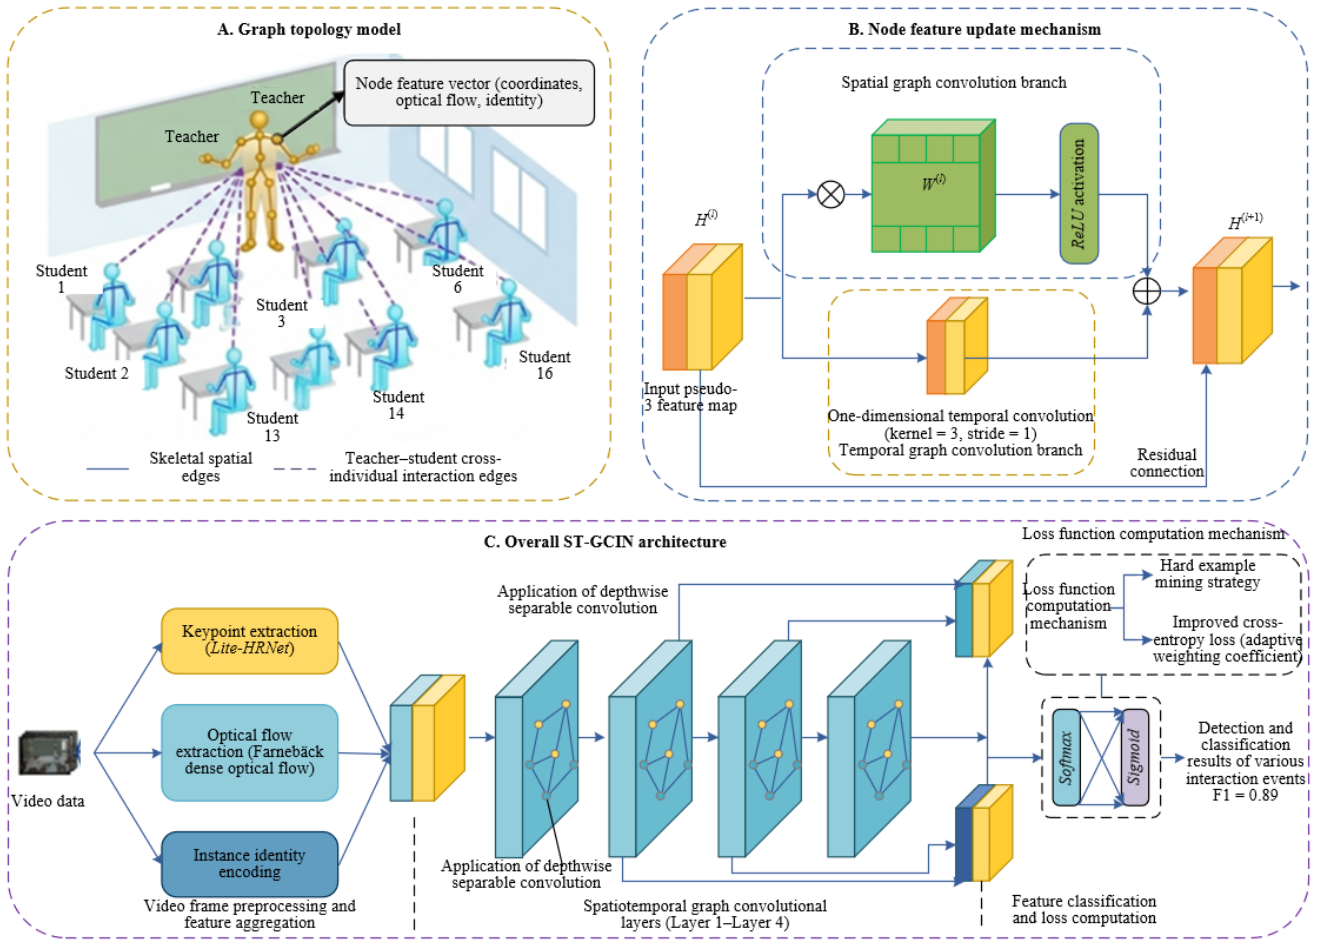 A. Graph topology model
Teacher
Node feature vector (coordinates,
optical flow, identity)
Teacher
Student
1
Student
6
Student
3
Student 2
Student
16
Student
14
Student
13
Skeletal spatial
edges
Teacher–student cross-
individual interaction edges
B. Node feature update mechanism
Spatial graph convolution branch
W(l)
ReLU activation
H(l)
H(l+1)
Input pseudo-
3 feature map
One-dimensional temporal convolution
(kernel = 3, stride = 1)
Temporal graph convolution branch
Residual
connection
C. Overall ST-GCIN architecture
Loss function computation mechanism
Video data
Keypoint extraction
(Lite-HRNet)
Optical flow
extraction (Farnebäck
dense optical flow)
Instance identity
encoding
Video frame preprocessing and
feature aggregation
Application of depthwise
separable convolution
Application of depthwise
separable convolution
Spatiotemporal graph convolutional
layers (Layer 1–Layer 4)
Loss function
computation
mechanism
Hard example
mining strategy
Improved cross-
entropy loss (adaptive
weighting coefficient)
Softmax
Sigmoid
Detection and
classification
results of various
interaction events
F1 = 0.89
Feature classification
and loss computation